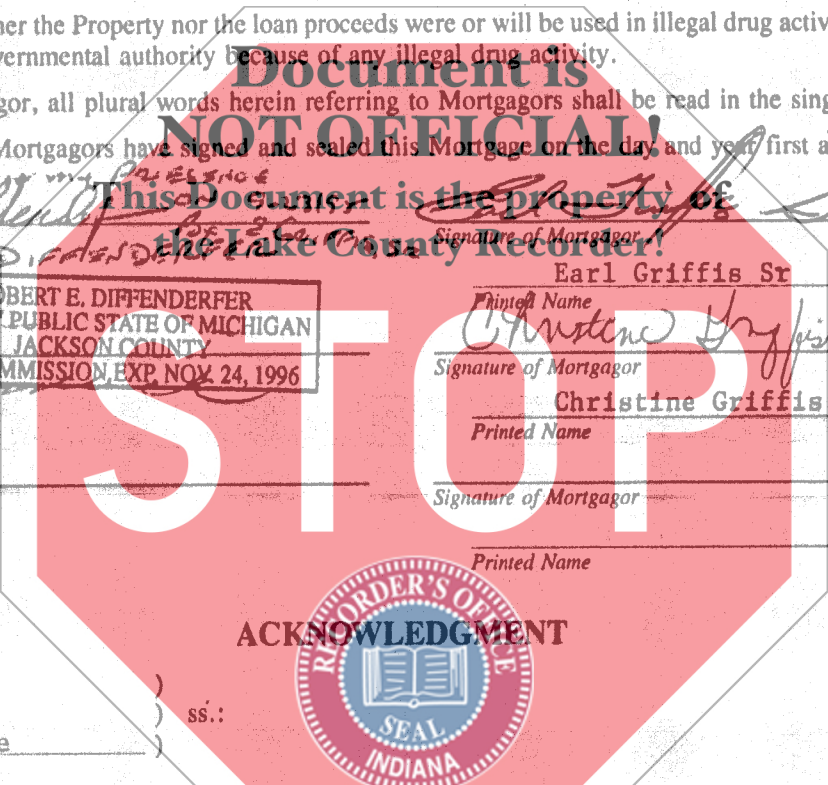 her the Property nor the loan proceeds were or will be used in illegal drug activ
vernmental authority because of any illegal drug activity.
Document is
gor, all plural words herein referring to Mortgagors shall be read in the sing
NOT OFFICIAL!
Mortgagors have signed and sealed this Mortgage on the day and year first a
This Document is the property of
the Lake County Recorder!
Signature of Mortgagor
Earl Griffis Sr
Printed Name
OBERT E. DIFFENDERFER
PUBLIC STATE OF MICHIGAN
JACKSON COUNTY
MMISSION EXP. NOV. 24, 1996
Christine Griffis
Signature of Mortgagor
Christine Griffis
Printed Name
STOP
Signature of Mortgagor
Printed Name
ACKNOWLEDGMENT
RECORDER'S OFFICE
SEAL
INDIANA
)
) ss.:
e )